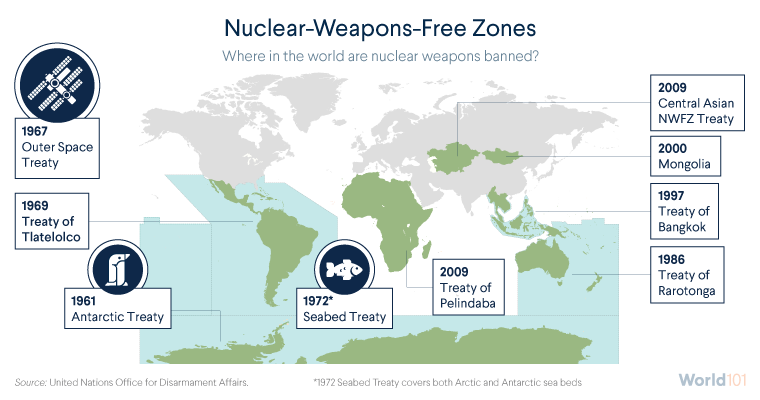 Nuclear-Weapons-Free Zones
Where in the world are nuclear weapons banned?
1967
Outer Space
Treaty
2009
Central Asian
NWFZ Treaty
2000
Mongolia
1969
Treaty of
Tlatelolco
1997
Treaty of
Bangkok
1986
Treaty of
Rarotonga
1961
Antarctic Treaty
1972*
Seabed Treaty
2009
Treaty of
Pelindaba
Source: United Nations Office for Disarmament Affairs.
*1972 Seabed Treaty covers both Arctic and Antarctic sea beds
World101